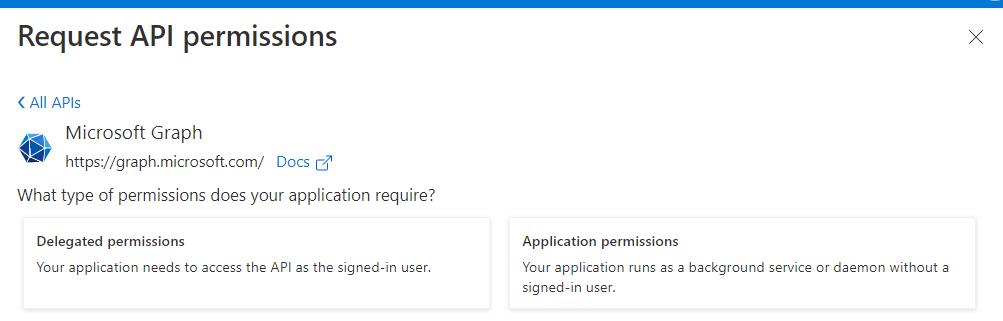 Request API permissions
All APIs
Microsoft Graph
https://graph.microsoft.com/ Docs
What type of permissions does your application require?
Delegated permissions
Your application needs to access the API as the signed-in user.
Application permissions
Your application runs as a background service or daemon without a
signed-in user.